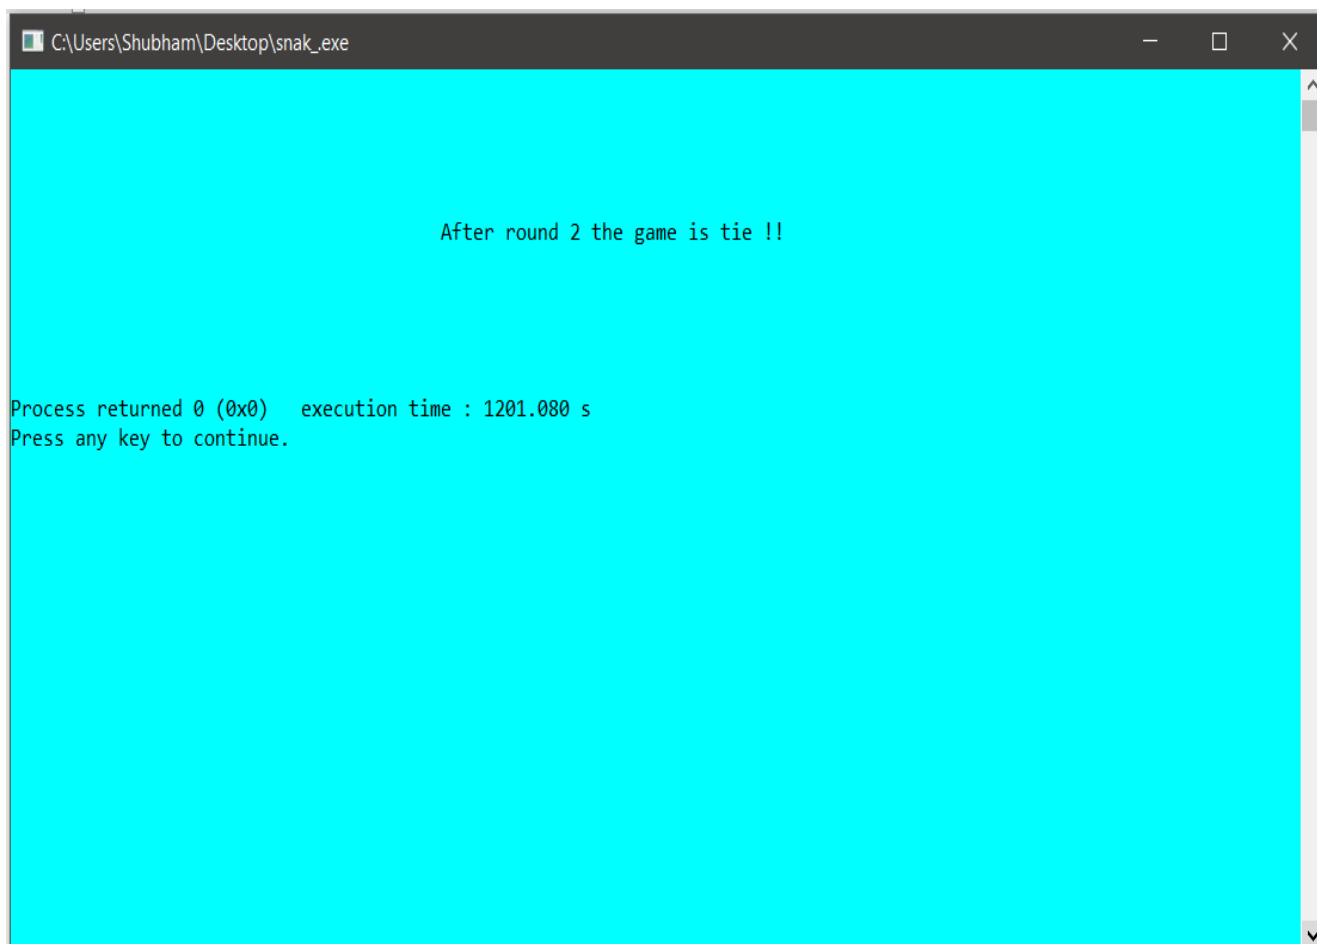 C:\Users\Shubham\Desktop\snak_.exe
After round 2 the game is tie !!
Process returned 0 (0x0)   execution time : 1201.080 s
Press any key to continue.